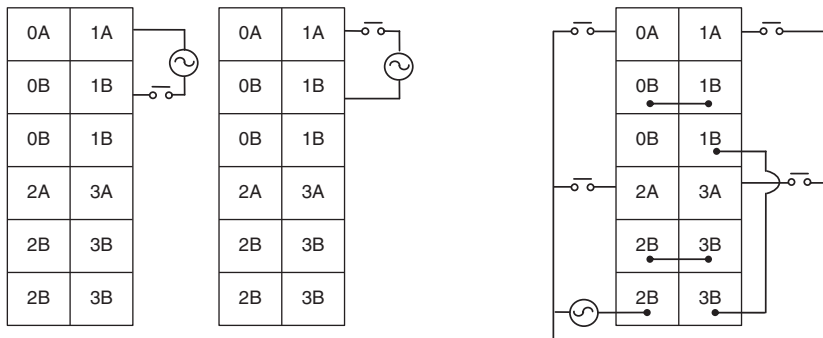 0A 1A 0A 1A 0A 1A
0B 1B 0B 1B 0B 1B
0B 1B 0B 1B 0B 1B
2A 3A 2A 3A 2A 3A
2B 3B 2B 3B 2B 3B
2B 3B 2B 3B 2B 3B